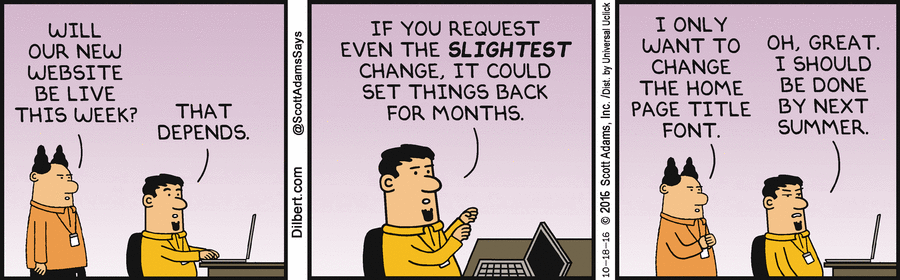 WILL
OUR NEW
WEBSITE
BE LIVE
THIS WEEK?
THAT
DEPENDS.
Dilbert.com @ScottAdamsSays
IF YOU REQUEST
EVEN THE SLIGHTEST
CHANGE, IT COULD
SET THINGS BACK
FOR MONTHS.
10-18-16 © 2016 Scott Adams, Inc. /Dist. by Universal Uclick
I ONLY
WANT TO
CHANGE
THE HOME
PAGE TITLE
FONT.
OH, GREAT.
I SHOULD
BE DONE
BY NEXT
SUMMER.